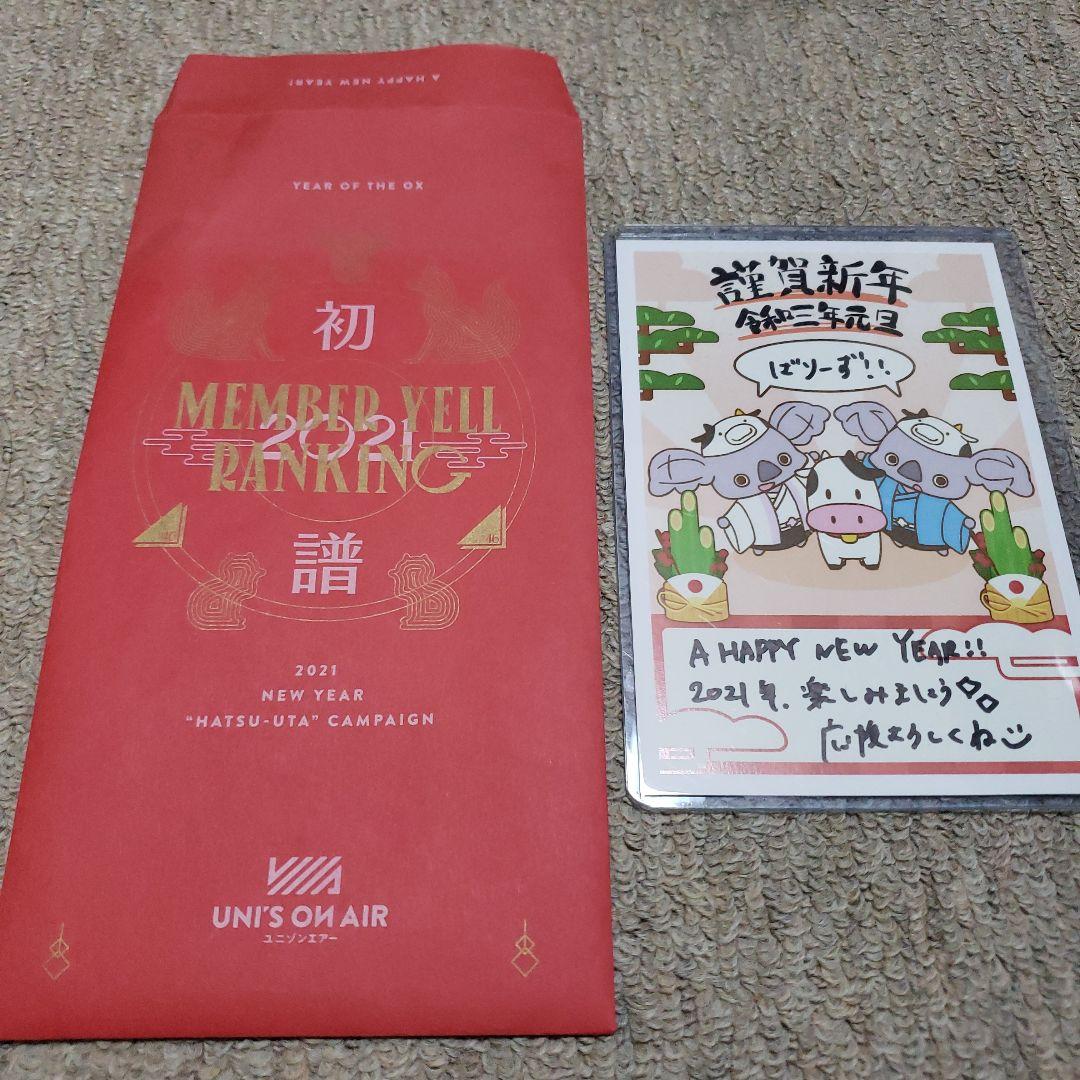 A HAPPY NEW YEAR!
YEAR OF THE OX
初
MEMBER YELL
2021
RANKING
46
譜
2021
NEW YEAR
“HATSU-UTA” CAMPAIGN
UNI'S ON AIR
ユニゾンエアー
謹賀新年
令和三年元旦
ばりーず!!
A HAPPY NEW YEAR!!
2021年、楽しみましょう
応援よろしくね